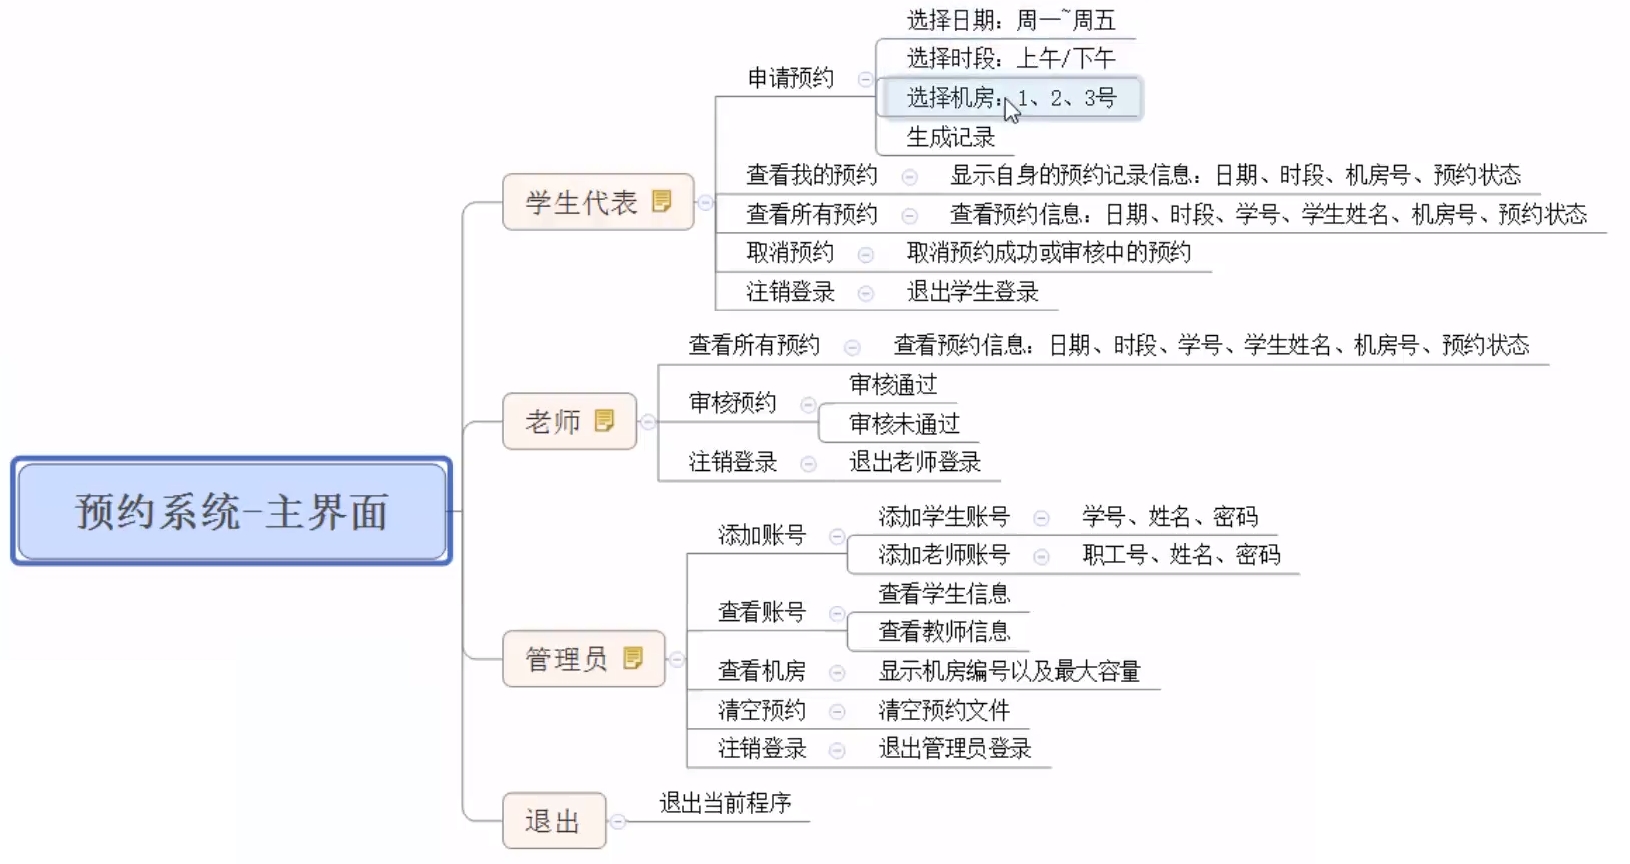 预约系统-主界面
学生代表
申请预约
选择日期：周一~周五
选择时段：上午/下午
选择机房：1、2、3号
生成记录
查看我的预约
显示自身的预约记录信息：日期、时段、机房号、预约状态
查看所有预约
查看预约信息：日期、时段、学号、学生姓名、机房号、预约状态
取消预约
取消预约成功或审核中的预约
注销登录
退出学生登录
老师
查看所有预约
查看预约信息：日期、时段、学号、学生姓名、机房号、预约状态
审核预约
审核通过
审核未通过
注销登录
退出老师登录
管理员
添加账号
添加学生账号
学号、姓名、密码
添加老师账号
职工号、姓名、密码
查看账号
查看学生信息
查看教师信息
查看机房
显示机房编号以及最大容量
清空预约
清空预约文件
注销登录
退出管理员登录
退出
退出当前程序